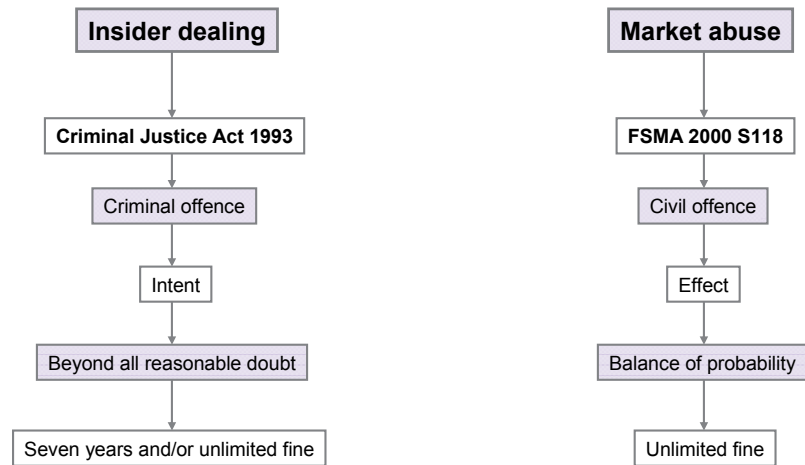 Insider dealing
Criminal Justice Act 1993
Criminal offence
Intent
Beyond all reasonable doubt
Seven years and/or unlimited fine
Market abuse
FSMA 2000 S118
Civil offence
Effect
Balance of probability
Unlimited fine